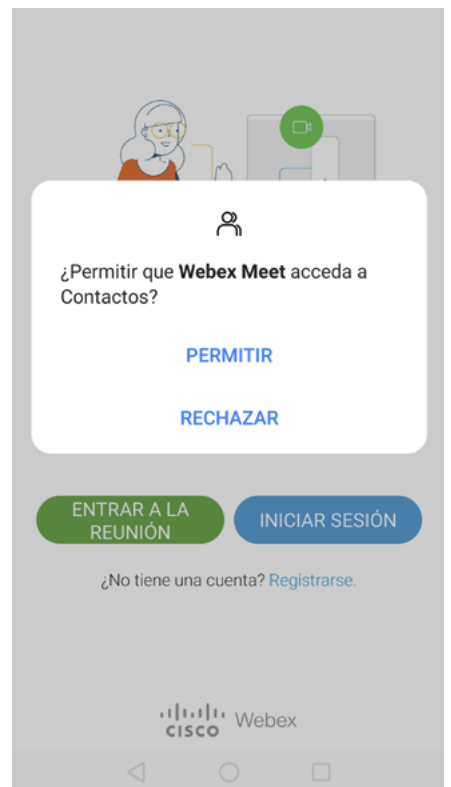 ¿Permitir que Webex Meet acceda a
Contactos?
PERMITIR
RECHAZAR
ENTRAR A LA
REUNIÓN
INICIAR SESIÓN
¿No tiene una cuenta? Registrarse.
CISCO Webex